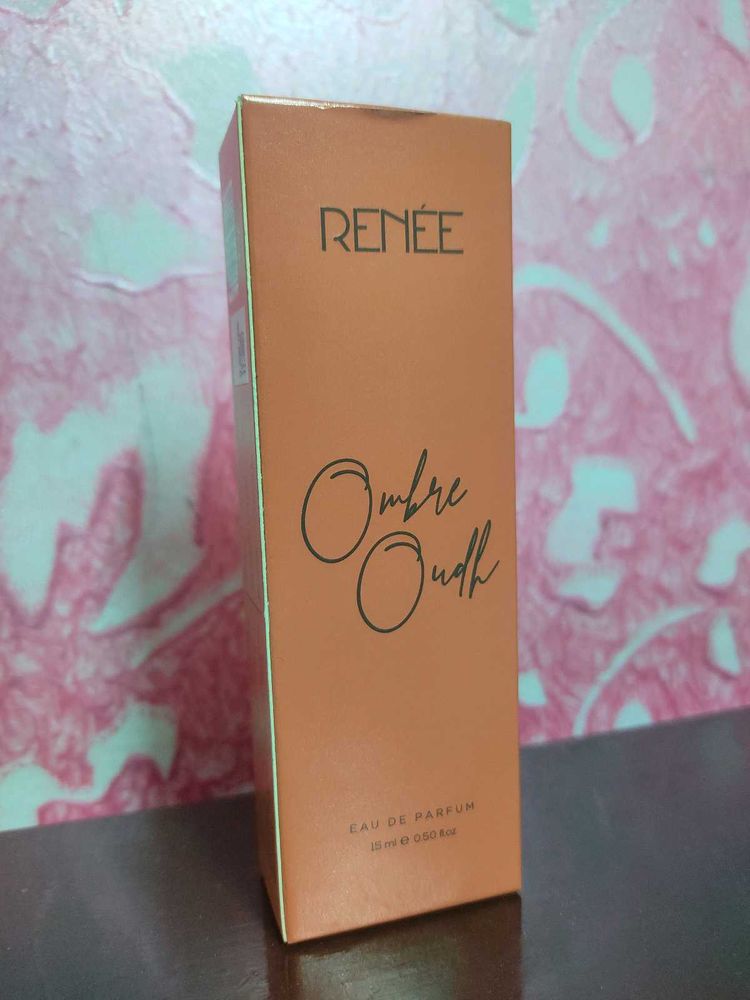 RENÉE
Ombre
Oudh
EAU DE PARFUM
15 ml e 0.50 fl.oz